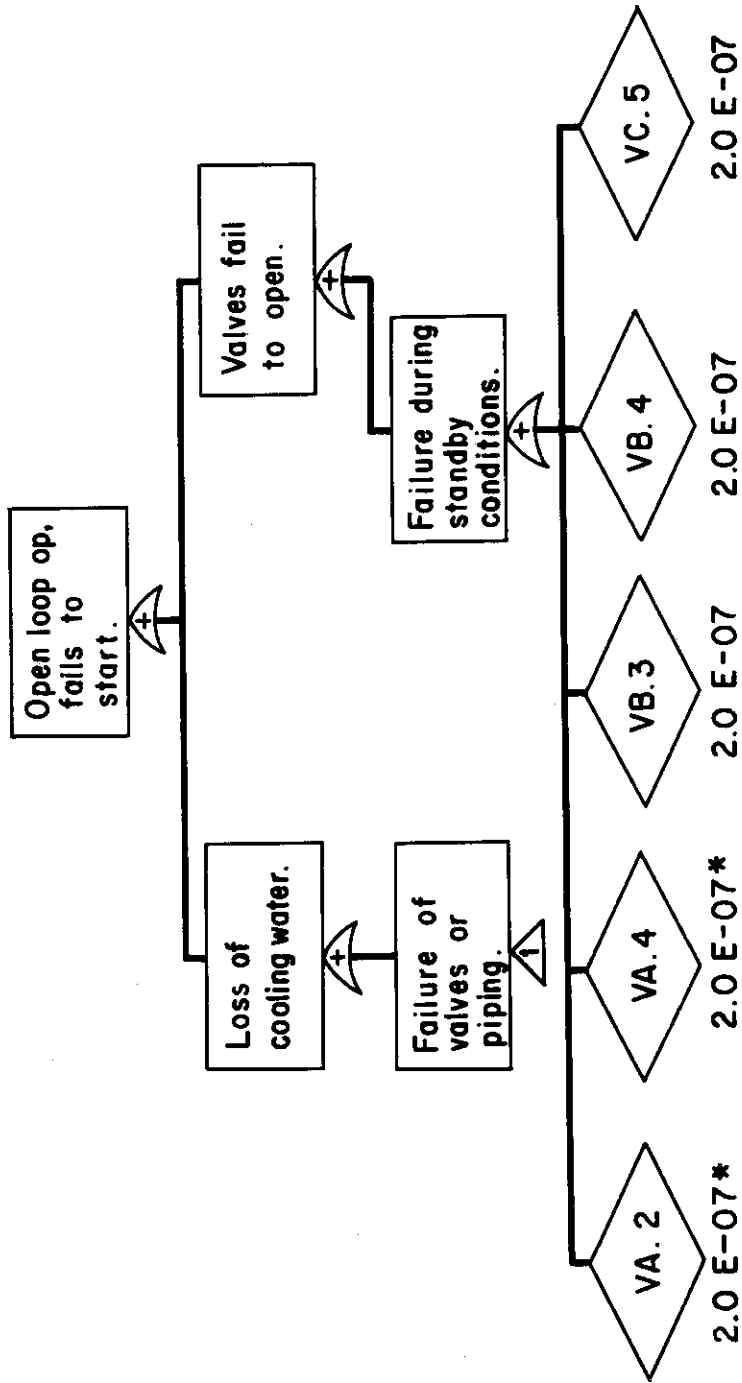 Open loop op,
fails to
start.
Loss of
cooling water.
Valves fail
to open.
Failure of
valves or
piping.
Failure during
standby
conditions.
+
+
+
+
1
VA. 2
VA. 4
VB. 3
VB. 4
VC. 5
2.0 E-07*
2.0 E-07*
2.0 E-07
2.0 E-07
2.0 E-07